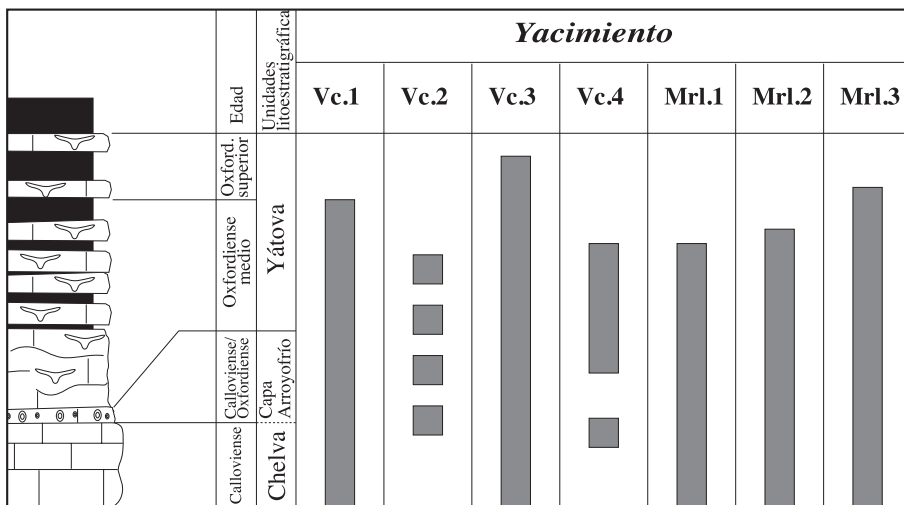 Yacimiento
Edad
Unidades
litoestratigráfica
Vc.1
Vc.2
Vc.3
Vc.4
Mrl.1
Mrl.2
Mrl.3
Oxford.
superior
Oxfordiense
medio
Calloviense/
Oxfordiense
Calloviense
Yátova
Capa
Arroyofrío
Chelva